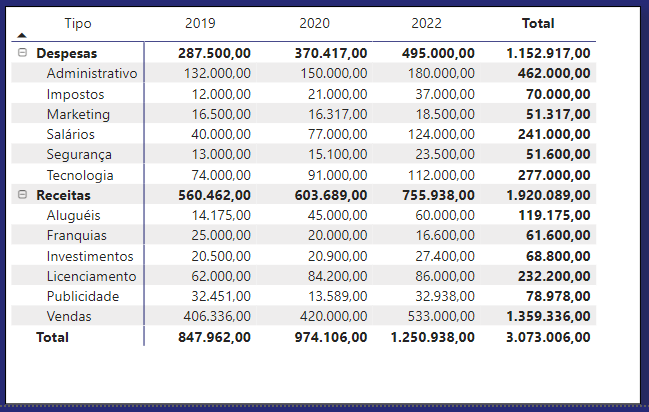 Tipo 2019 2020 2022 Total
Despesas 287.500,00 370.417,00 495.000,00 1.152.917,00
Administrativo 132.000,00 150.000,00 180.000,00 462.000,00
Impostos 12.000,00 21.000,00 37.000,00 70.000,00
Marketing 16.500,00 16.317,00 18.500,00 51.317,00
Salários 40.000,00 77.000,00 124.000,00 241.000,00
Segurança 13.000,00 15.100,00 23.500,00 51.600,00
Tecnologia 74.000,00 91.000,00 112.000,00 277.000,00
Receitas 560.462,00 603.689,00 755.938,00 1.920.089,00
Aluguéis 14.175,00 45.000,00 60.000,00 119.175,00
Franquias 25.000,00 20.000,00 16.600,00 61.600,00
Investimentos 20.500,00 20.900,00 27.400,00 68.800,00
Licenciamento 62.000,00 84.200,00 86.000,00 232.200,00
Publicidade 32.451,00 13.589,00 32.938,00 78.978,00
Vendas 406.336,00 420.000,00 533.000,00 1.359.336,00
Total 847.962,00 974.106,00 1.250.938,00 3.073.006,00